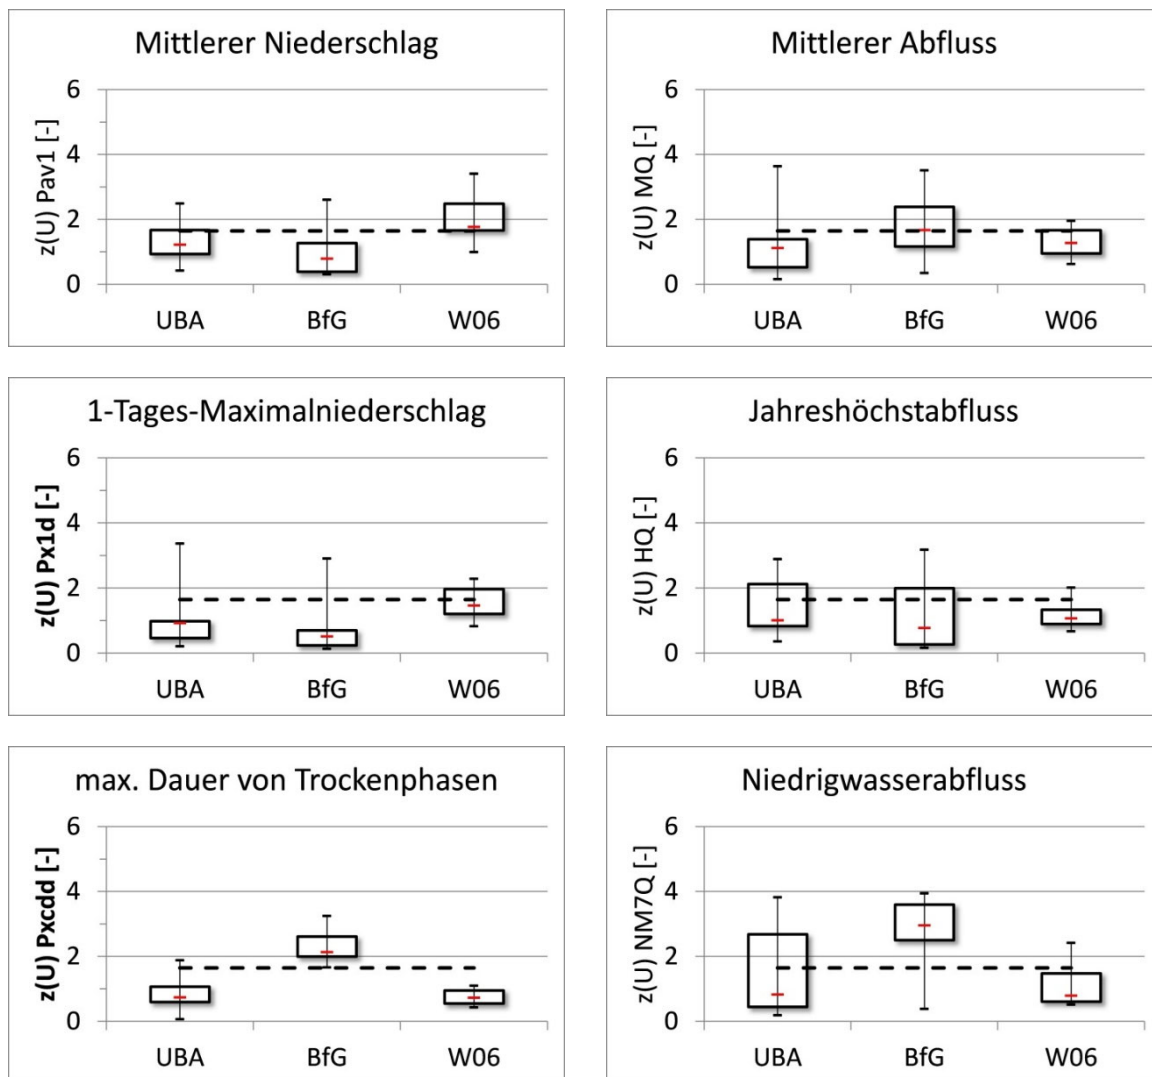 Mittlerer Niederschlag
z(U) Pav1 [-]
6
4
2
0
UBA BfG W06
Mittlerer Abfluss
z(U) MQ [-]
6
4
2
0
UBA BfG W06
1-Tages-Maximalniederschlag
z(U) Px1d [-]
6
4
2
0
UBA BfG W06
Jahreshöchstabfluss
z(U) HQ [-]
6
4
2
0
UBA BfG W06
max. Dauer von Trockenphasen
z(U) Pxcdd [-]
6
4
2
0
UBA BfG W06
Niedrigwasserabfluss
z(U) NM7Q [-]
6
4
2
0
UBA BfG W06